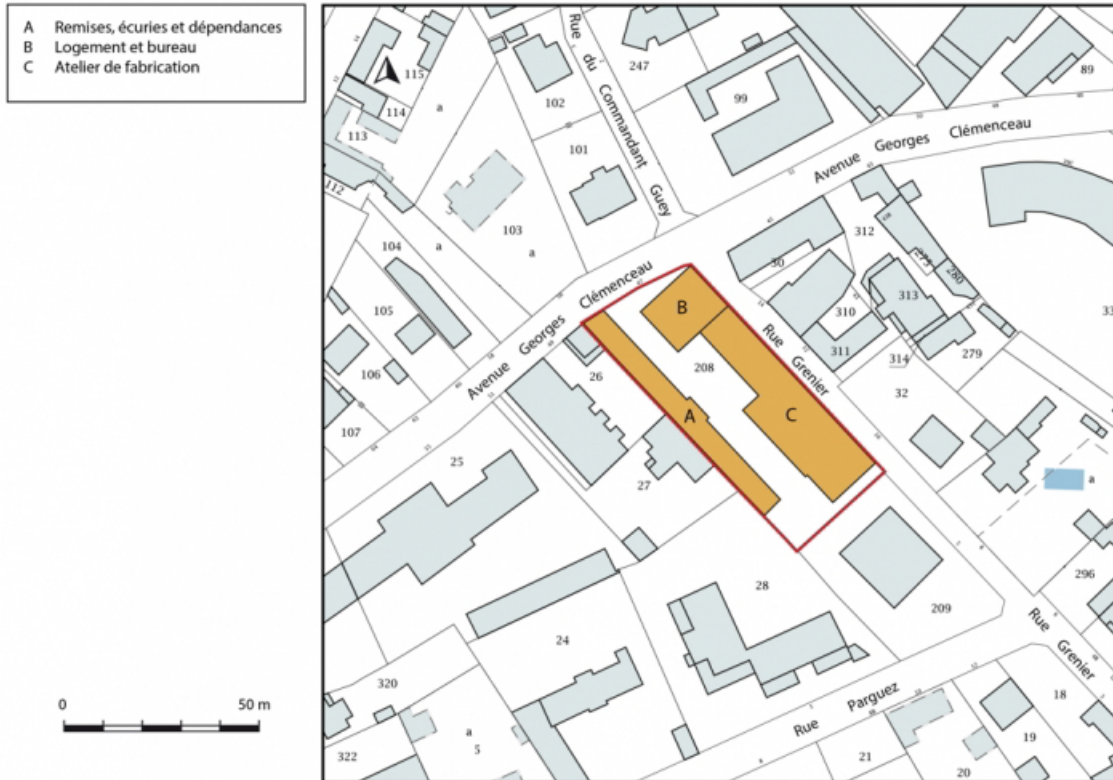 A Remises, écuries et dépendances
B Logement et bureau
C Atelier de fabrication
Rue du Commandant Guey
247
89
115
102
99
114
a
113
101
Avenue Georges Clémenceau
112
103
a
312
104
a
30
273
280
Avenue Georges Clémenceau
313
105
B
310
Rue Grenier
311
314
279
106
26
208
32
107
A
C
25
27
a
28
296
209
24
Rue Grenier
0 50 m
320
Rue Parguez
18
a
5
19
322
21
20